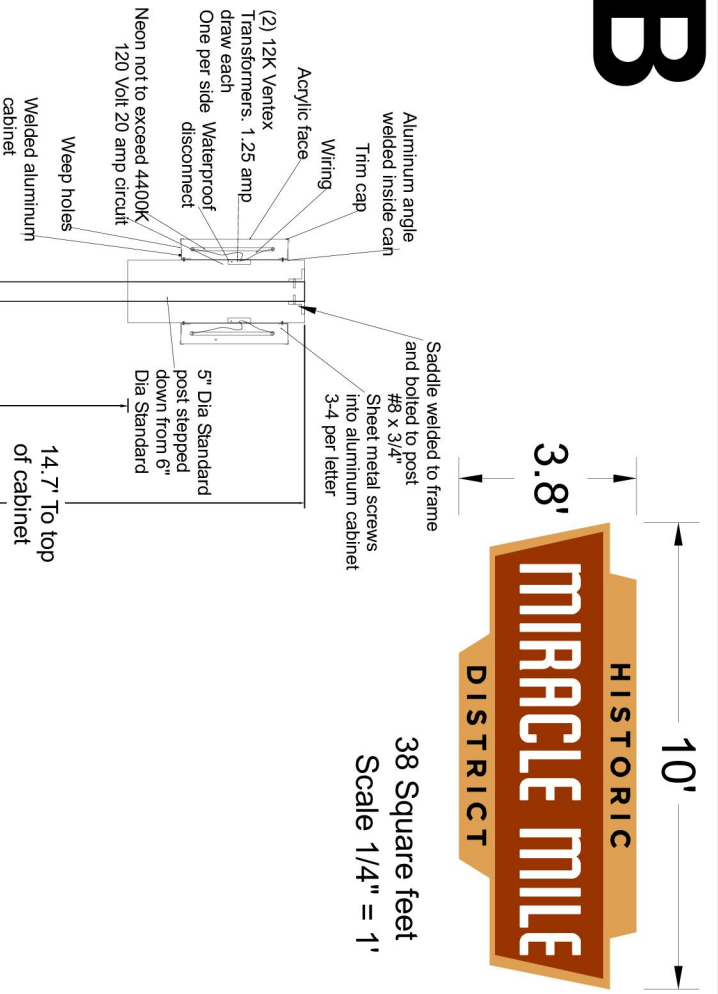 B
Aluminum angle
welded inside can
Trim cap
Wiring
Acrylic face
(2) 12K Ventex
Transformers. 1.25 amp
draw each
One per side
Waterproof
disconnect
Neon not to exceed 4400K
120 Volt 20 amp circuit
Weep holes
Welded aluminum
cabinet
Saddle welded to frame
and bolted to post
#8 x 3/4"
Sheet metal screws
into aluminum cabinet
3-4 per letter
5" Dia Standard
post stepped
down from 6"
Dia Standard
14.7' To top
of cabinet
10'
3.8'
HISTORIC
MIRACLE MILE
DISTRICT
38 Square feet
Scale 1/4" = 1'